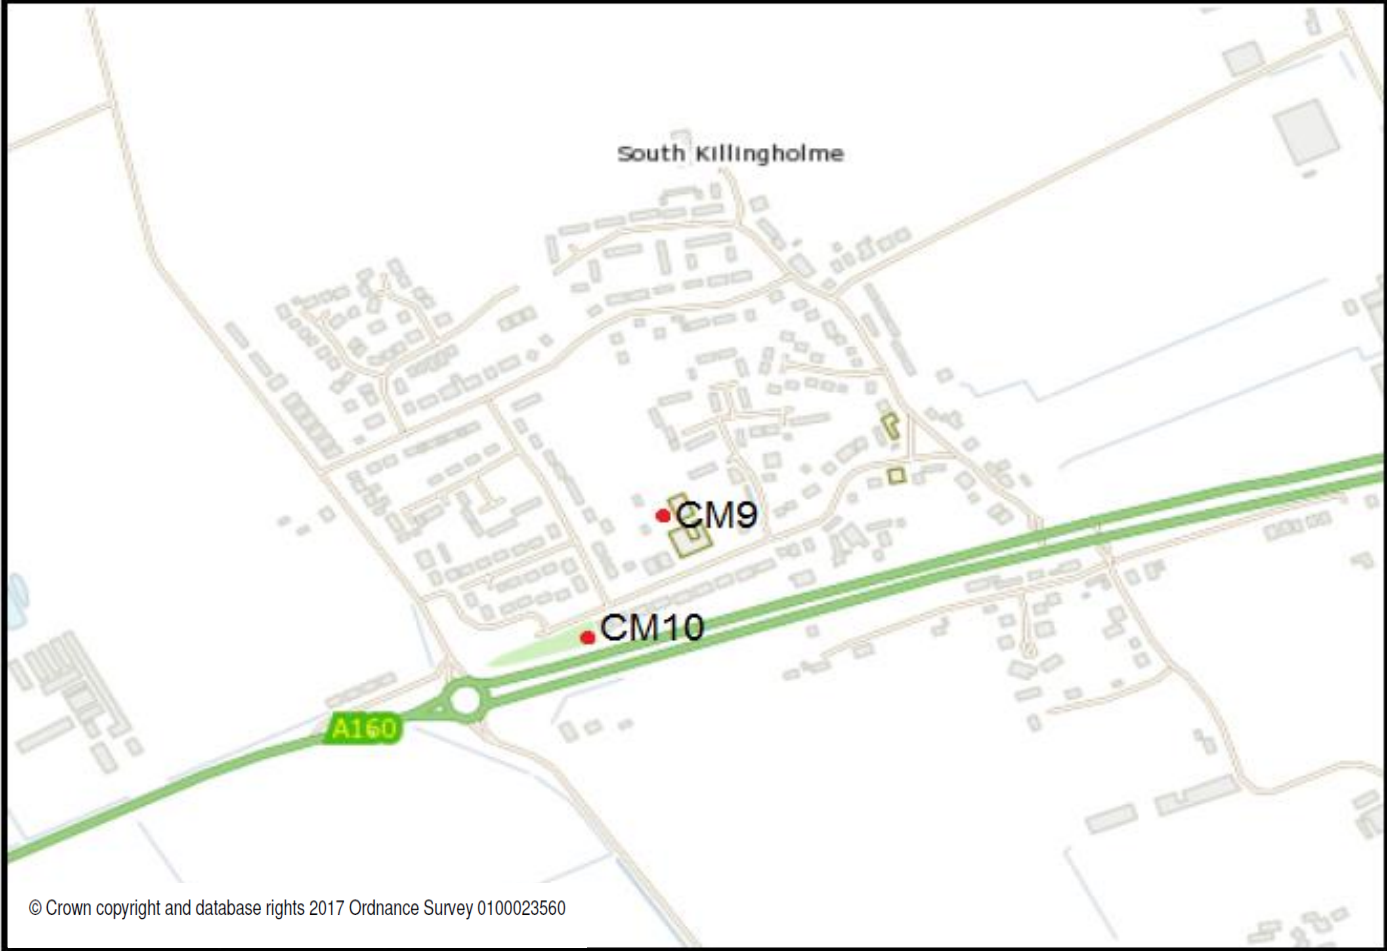 South Killingholme
CM9
CM10
A160
© Crown copyright and database rights 2017 Ordnance Survey 0100023560